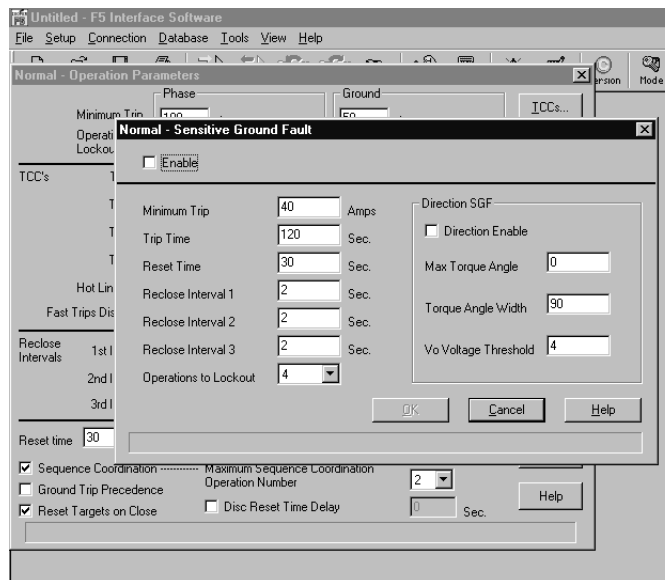 Untitled - F5 Interface Software
File Setup Connection Database Tools View Help
Mode
Normal - Operation Parameters
Phase Ground
Minimum Trip TCCs...
Normal - Sensitive Ground Fault
Enable
TCC's
Minimum Trip 40 Amps
Trip Time 120 Sec.
Reset Time 30 Sec.
Reclose Interval 1 2 Sec.
Reclose Interval 2 2 Sec.
Reclose Interval 3 2 Sec.
Operations to Lockout 4
Direction SGF
Direction Enable
Max Torque Angle 0
Torque Angle Width 90
Vo Voltage Threshold 4
OK Cancel Help
Hot Lin
Fast Trips Dis
Reclose
Intervals
1st I
2nd I
3rd I
Reset time 30
Sequence Coordination Maximum Sequence Coordination
Operation Number 2
Ground Trip Precedence
Reset Targets on Close Disc Reset Time Delay 0 Sec.
Help